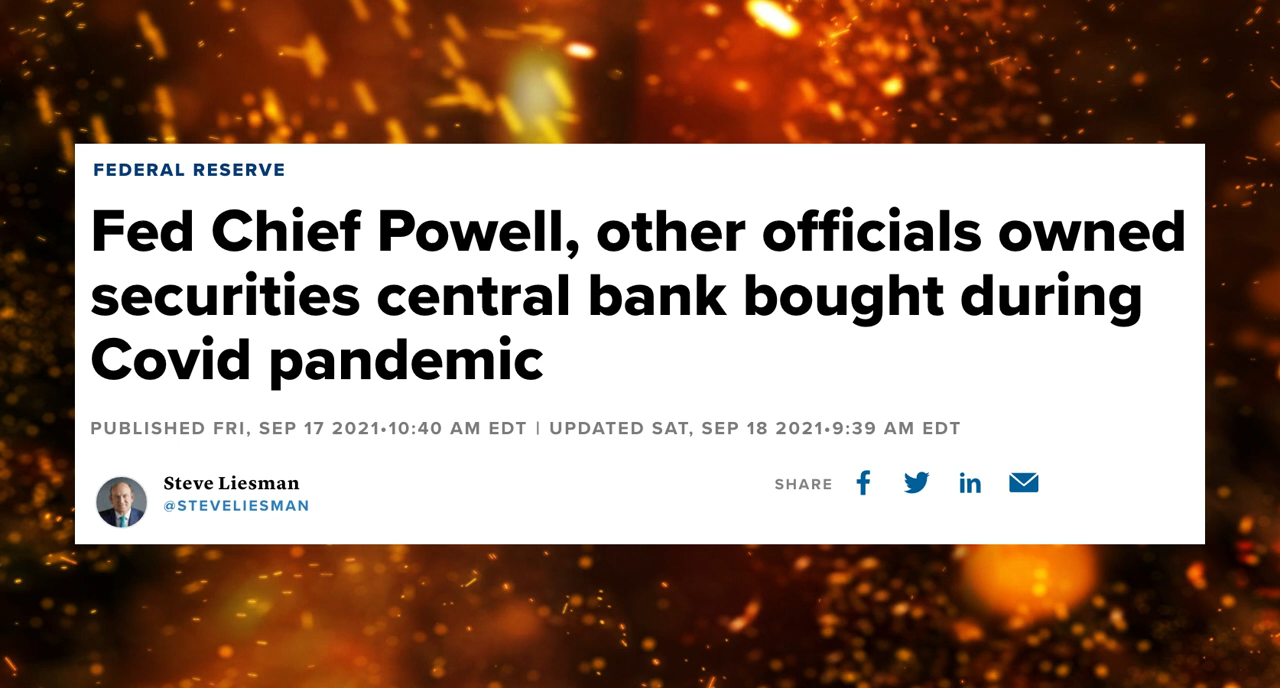 FEDERAL RESERVE
Fed Chief Powell, other officials owned
securities central bank bought during
Covid pandemic
PUBLISHED FRI, SEP 17 2021•10:40 AM EDT | UPDATED SAT, SEP 18 2021•9:39 AM EDT
Steve Liesman
@STEVELIESMAN
SHARE